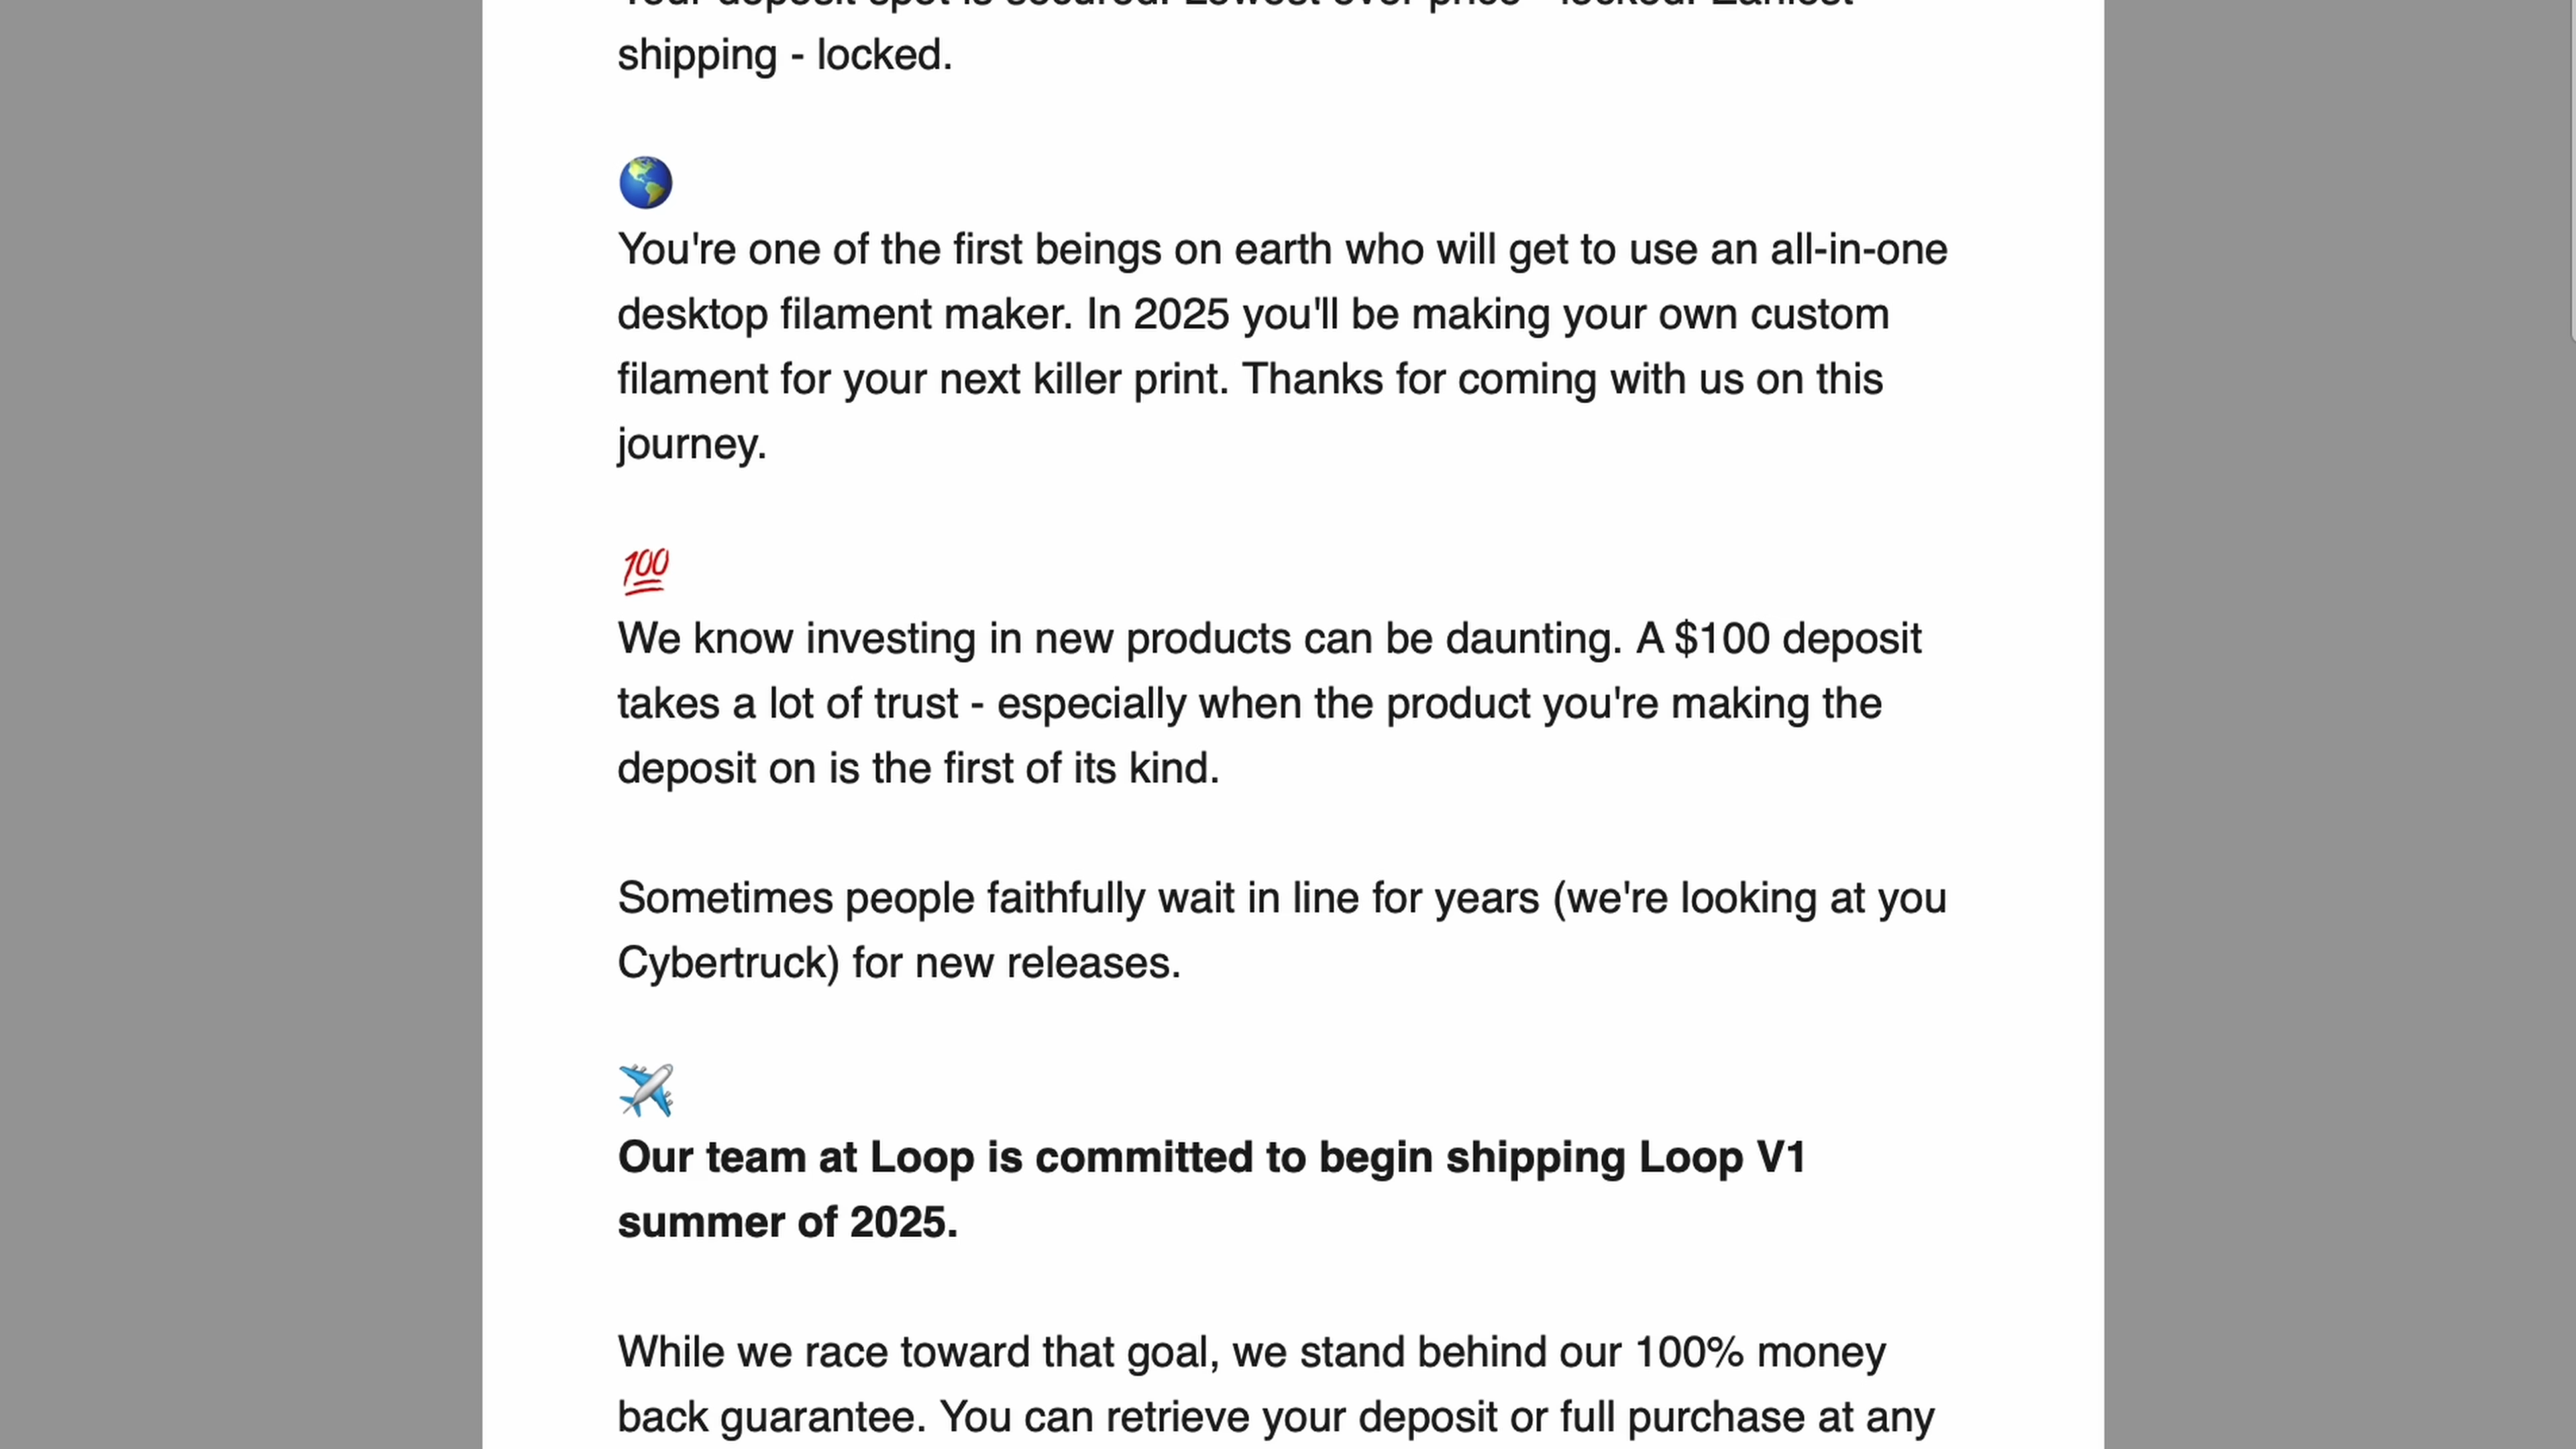 shipping - locked.
You're one of the first beings on earth who will get to use an all-in-one
desktop filament maker. In 2025 you'll be making your own custom
filament for your next killer print. Thanks for coming with us on this
journey.
💯
We know investing in new products can be daunting. A $100 deposit
takes a lot of trust - especially when the product you're making the
deposit on is the first of its kind.
Sometimes people faithfully wait in line for years (we're looking at you
Cybertruck) for new releases.
Our team at Loop is committed to begin shipping Loop V1
summer of 2025.
While we race toward that goal, we stand behind our 100% money
back guarantee. You can retrieve your deposit or full purchase at any